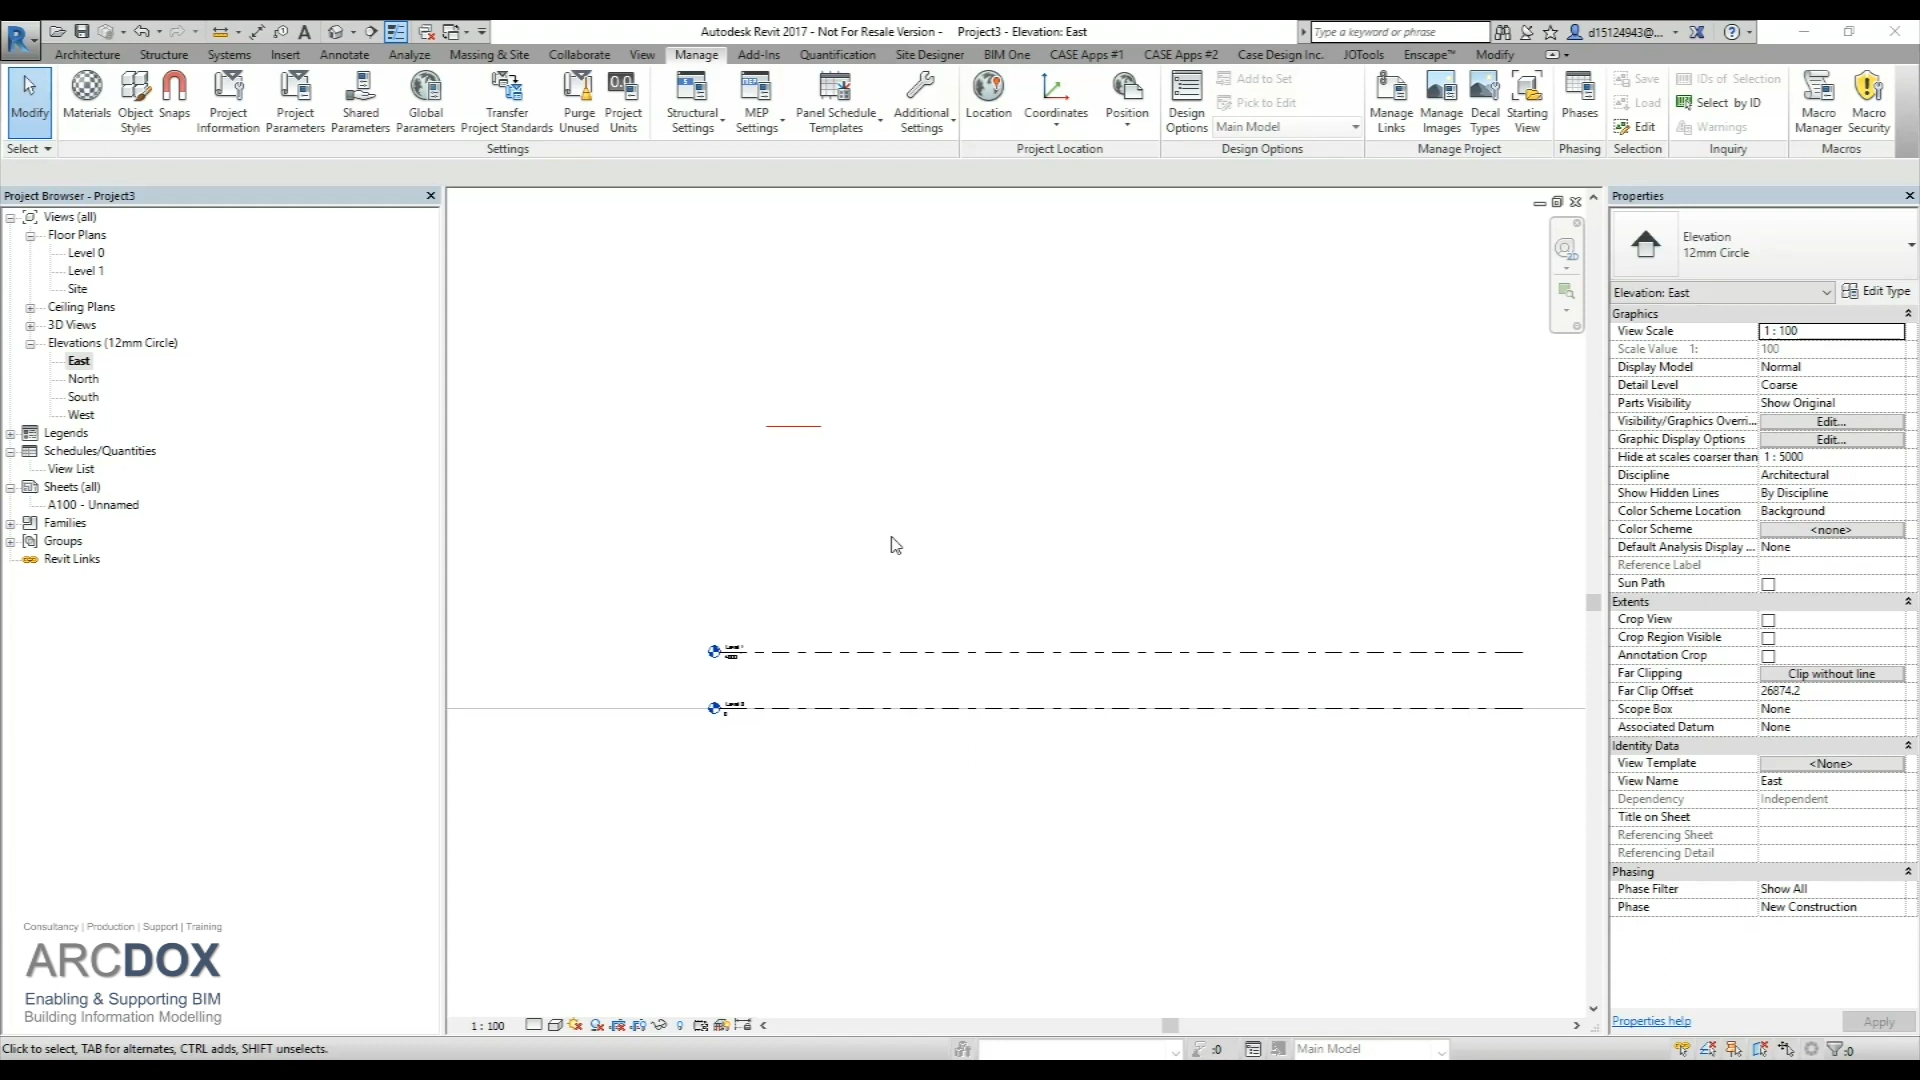 Autodesk Revit 2017 - Not For Resale Version - Project3 - Elevation: East
Type a keyword or phrase
d15124943@...
Architecture Structure Systems Insert Annotate Analyze Massing & Site Collaborate View Manage Add-Ins Quantification Site Designer BIM One CASE Apps #1 CASE Apps #2 Case Design Inc. JOTools Enscape™ Modify
Modify
Materials
Object Styles
Snaps
Project Information
Project Parameters
Shared Parameters
Global Parameters
Transfer Project Standards
Purge Unused
Project Units
Structural Settings
MEP Settings
Panel Schedule Templates
Additional Settings
Location
Coordinates
Position
Design Options
Add to Set
Pick to Edit
Main Model
Manage Links
Manage Images
Decal Types
Starting View
Phases
Save
Load
Edit
IDs of Selection
Select by ID
Warnings
Macro Manager
Macro Security
Select
Settings
Project Location
Design Options
Manage Project
Phasing
Selection
Inquiry
Macros
Project Browser - Project3
Views (all)
Floor Plans
Level 0
Level 1
Site
Ceiling Plans
3D Views
Elevations (12mm Circle)
East
North
South
West
Legends
Schedules/Quantities
View List
Sheets (all)
A100 - Unnamed
Families
Groups
Revit Links
Consultancy | Production | Support | Training
ARCDOX
Enabling & Supporting BIM
Building Information Modelling
2D
Properties
Elevation
12mm Circle
Elevation: East
Edit Type
Graphics
View Scale 1 : 100
Scale Value 1: 100
Display Model Normal
Detail Level Coarse
Parts Visibility Show Original
Visibility/Graphics Overri... Edit...
Graphic Display Options Edit...
Hide at scales coarser than 1 : 5000
Discipline Architectural
Show Hidden Lines By Discipline
Color Scheme Location Background
Color Scheme <none>
Default Analysis Display ... None
Reference Label
Sun Path
Extents
Crop View
Crop Region Visible
Annotation Crop
Far Clipping Clip without line
Far Clip Offset 26874.2
Scope Box None
Associated Datum None
Identity Data
View Template <None>
View Name East
Dependency Independent
Title on Sheet
Referencing Sheet
Referencing Detail
Phasing
Phase Filter Show All
Phase New Construction
Properties help
Apply
1 : 100
Click to select, TAB for alternates, CTRL adds, SHIFT unselects.
:0
Main Model
:0